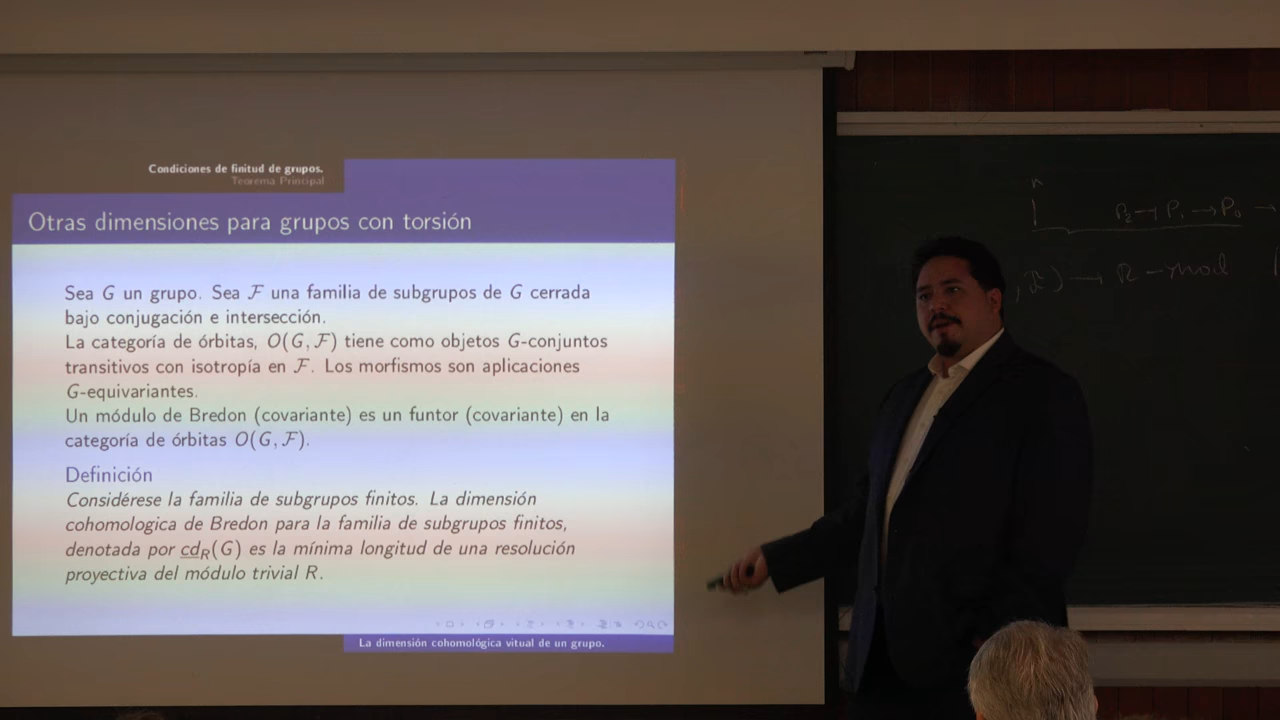 Condiciones de finitud de grupos.
Teorema Principal
Otras dimensiones para grupos con torsión
Sea G un grupo. Sea ℱ una familia de subgrupos de G cerrada
bajo conjugación e intersección.
La categoría de órbitas, O(G, ℱ) tiene como objetos G-conjuntos
transitivos con isotropía en ℱ. Los morfismos son aplicaciones
G-equivariantes.
Un módulo de Bredon (covariante) es un funtor (covariante) en la
categoría de órbitas O(G, ℱ).
Definición
Considérese la familia de subgrupos finitos. La dimensión
cohomologica de Bredon para la familia de subgrupos finitos,
denotada por cd_R(G) es la mínima longitud de una resolución
proyectiva del módulo trivial R.
La dimensión cohomológica vitual de un grupo.
n
P₂ → P₁ → P₀ →
) → R - mod